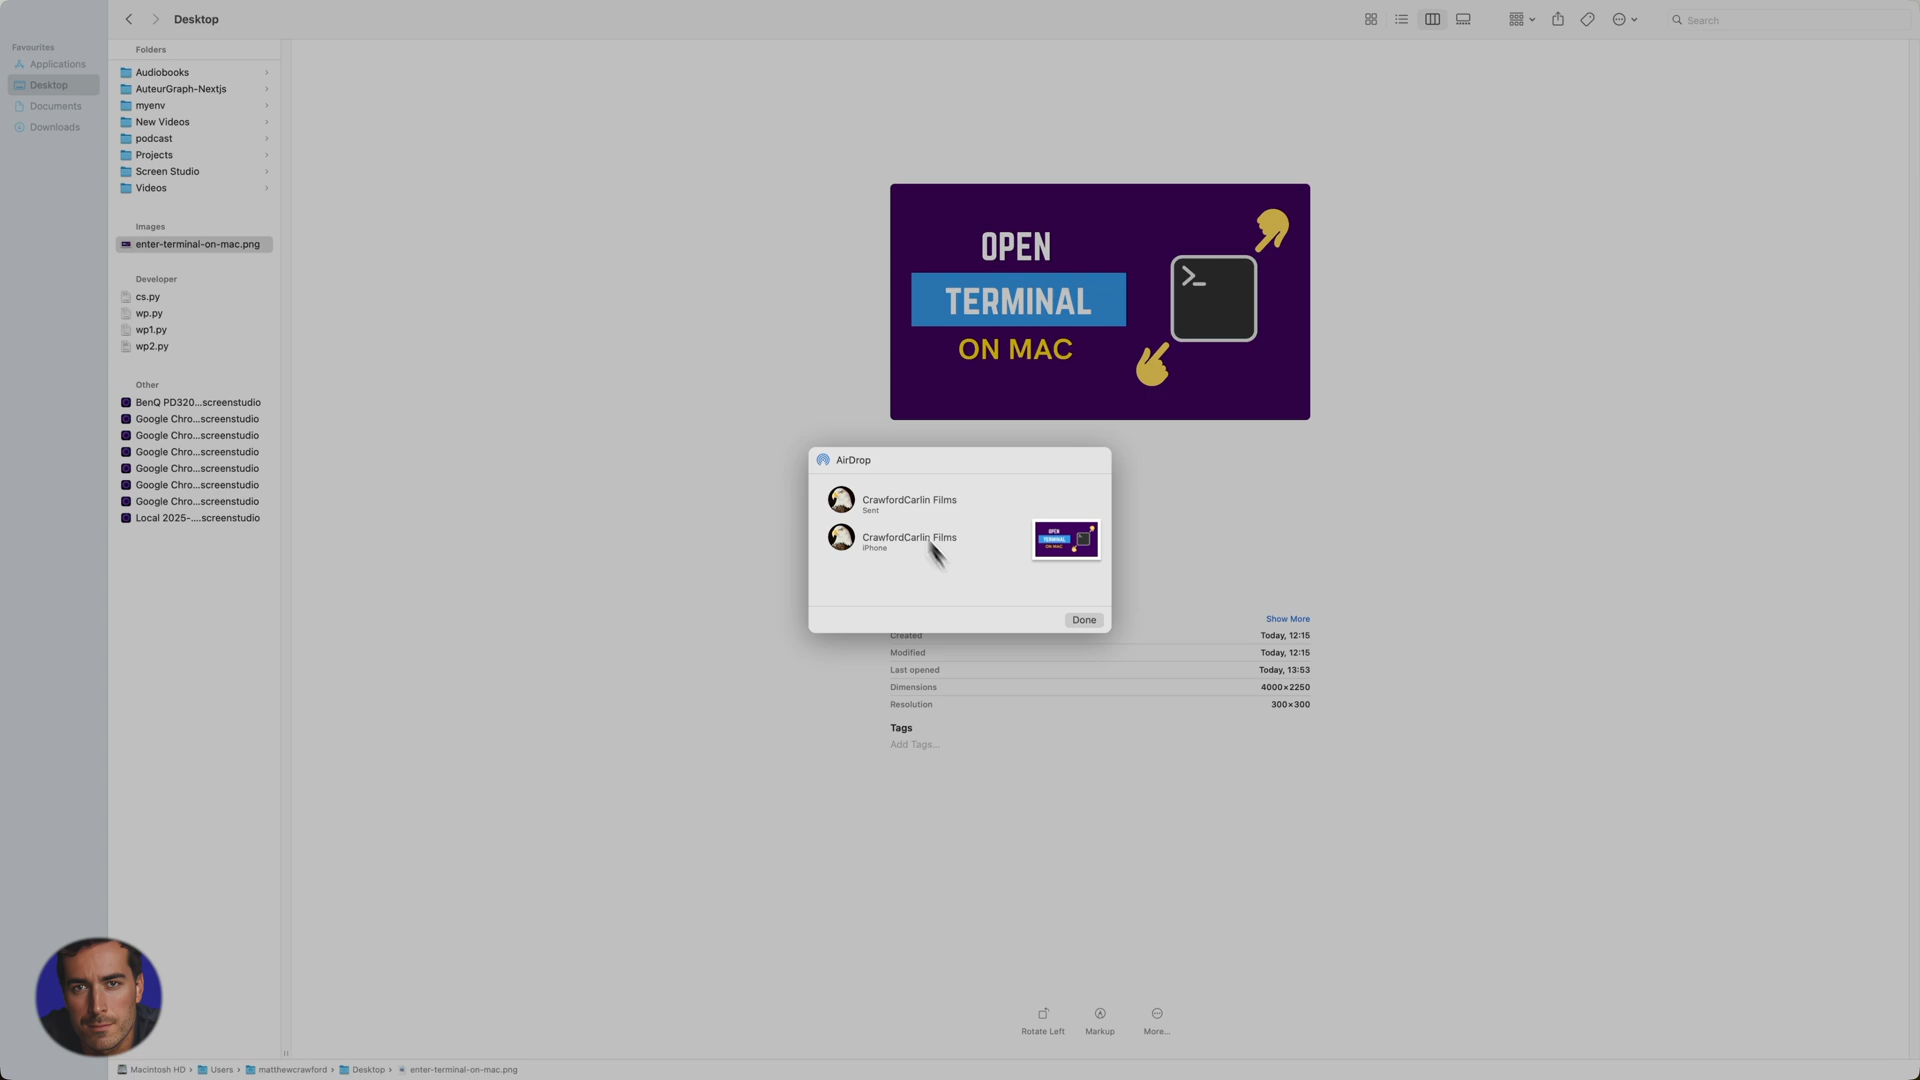 Desktop
Search
Favourites
Applications
Desktop
Documents
Downloads
Folders
Audiobooks
AuteurGraph-Nextjs
myenv
New Videos
podcast
Projects
Screen Studio
Videos
Images
enter-terminal-on-mac.png
Developer
cs.py
wp.py
wp1.py
wp2.py
Other
BenQ PD320...screenstudio
Google Chro...screenstudio
Google Chro...screenstudio
Google Chro...screenstudio
Google Chro...screenstudio
Google Chro...screenstudio
Google Chro...screenstudio
Local 2025-....screenstudio
OPEN
TERMINAL
ON MAC
AirDrop
CrawfordCarlin Films
Sent
CrawfordCarlin Films
iPhone
OPEN
TERMINAL
ON MAC
Done
Show More
Created Today, 12:15
Modified Today, 12:15
Last opened Today, 13:53
Dimensions 4000×2250
Resolution 300×300
Tags
Add Tags...
Rotate Left Markup More...
Macintosh HD › Users › matthewcrawford › Desktop › enter-terminal-on-mac.png